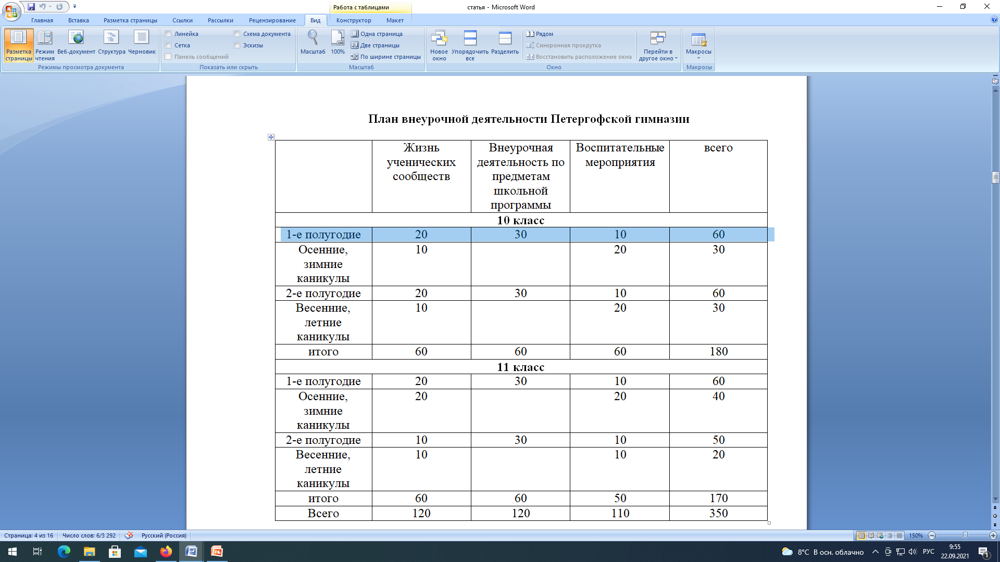 Работа с таблицами
статья - Microsoft Word
Главная Вставка Разметка страницы Ссылки Рассылки Рецензирование Вид Конструктор Макет
Разметка страницы
Режим чтения
Веб-документ
Структура
Черновик
Режимы просмотра документа
Линейка
Сетка
Панель сообщений
Схема документа
Эскизы
Показать или скрыть
Масштаб
100
100%
Одна страница
Две страницы
По ширине страницы
Масштаб
Новое окно
Упорядочить все
Разделить
Рядом
Синхронная прокрутка
Восстановить расположение окна
Перейти в другое окно
Окно
Макросы
Макросы
План внеурочной деятельности Петергофской гимназии
Жизнь
ученических
сообществ
Внеурочная
деятельность по
предметам
школьной
программы
Воспитательные
мероприятия
всего
10 класс
1-е полугодие 20 30 10 60
Осенние, 10 20 30
зимние
каникулы
2-е полугодие 20 30 10 60
Весенние, 10 20 30
летние
каникулы
итого 60 60 60 180
11 класс
1-е полугодие 20 30 10 60
Осенние, 20 20 40
зимние
каникулы
2-е полугодие 10 30 10 50
Весенние, 10 10 20
летние
каникулы
итого 60 60 50 170
Всего 120 120 110 350
Страница: 4 из 16 Число слов: 6/3 292 Русский (Россия) 150%
8°C В осн. облачно РУС 9:55
22.09.2021 1